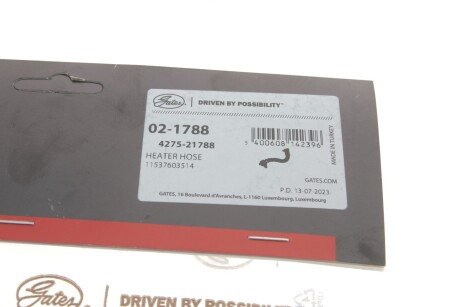 Gates
DRIVEN BY POSSIBILITY™
02-1788
4275-21788
HEATER HOSE
11537603514
5 400608 142396
MADE IN TURKEY
GATES.COM
P.D. 13-07-2023
GATES, 16 Boulevard d'Avranches, L-1160 Luxembourg, Luxembourg
Gates
DRIVEN BY POSSIBILITY